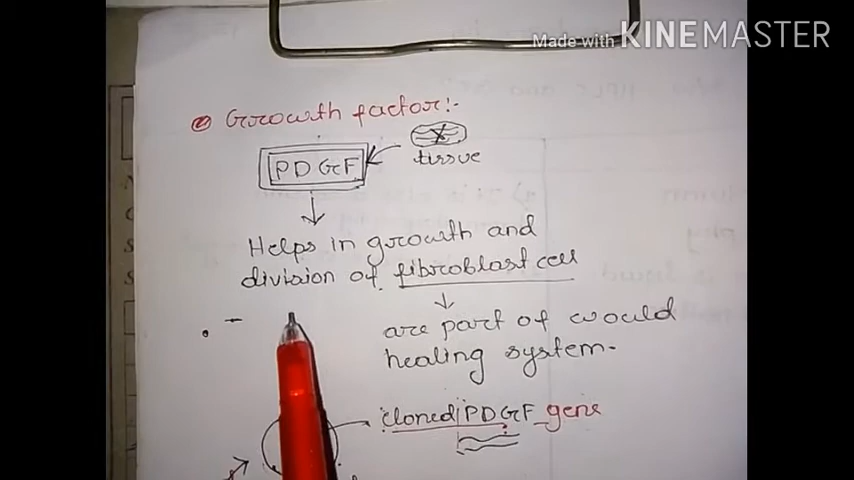 Made with KINEMASTER
Growth factor:-
PDGF
tissue
Helps in growth and
division of fibroblast cell
are part of would
healing system.
cloned PDGF gene